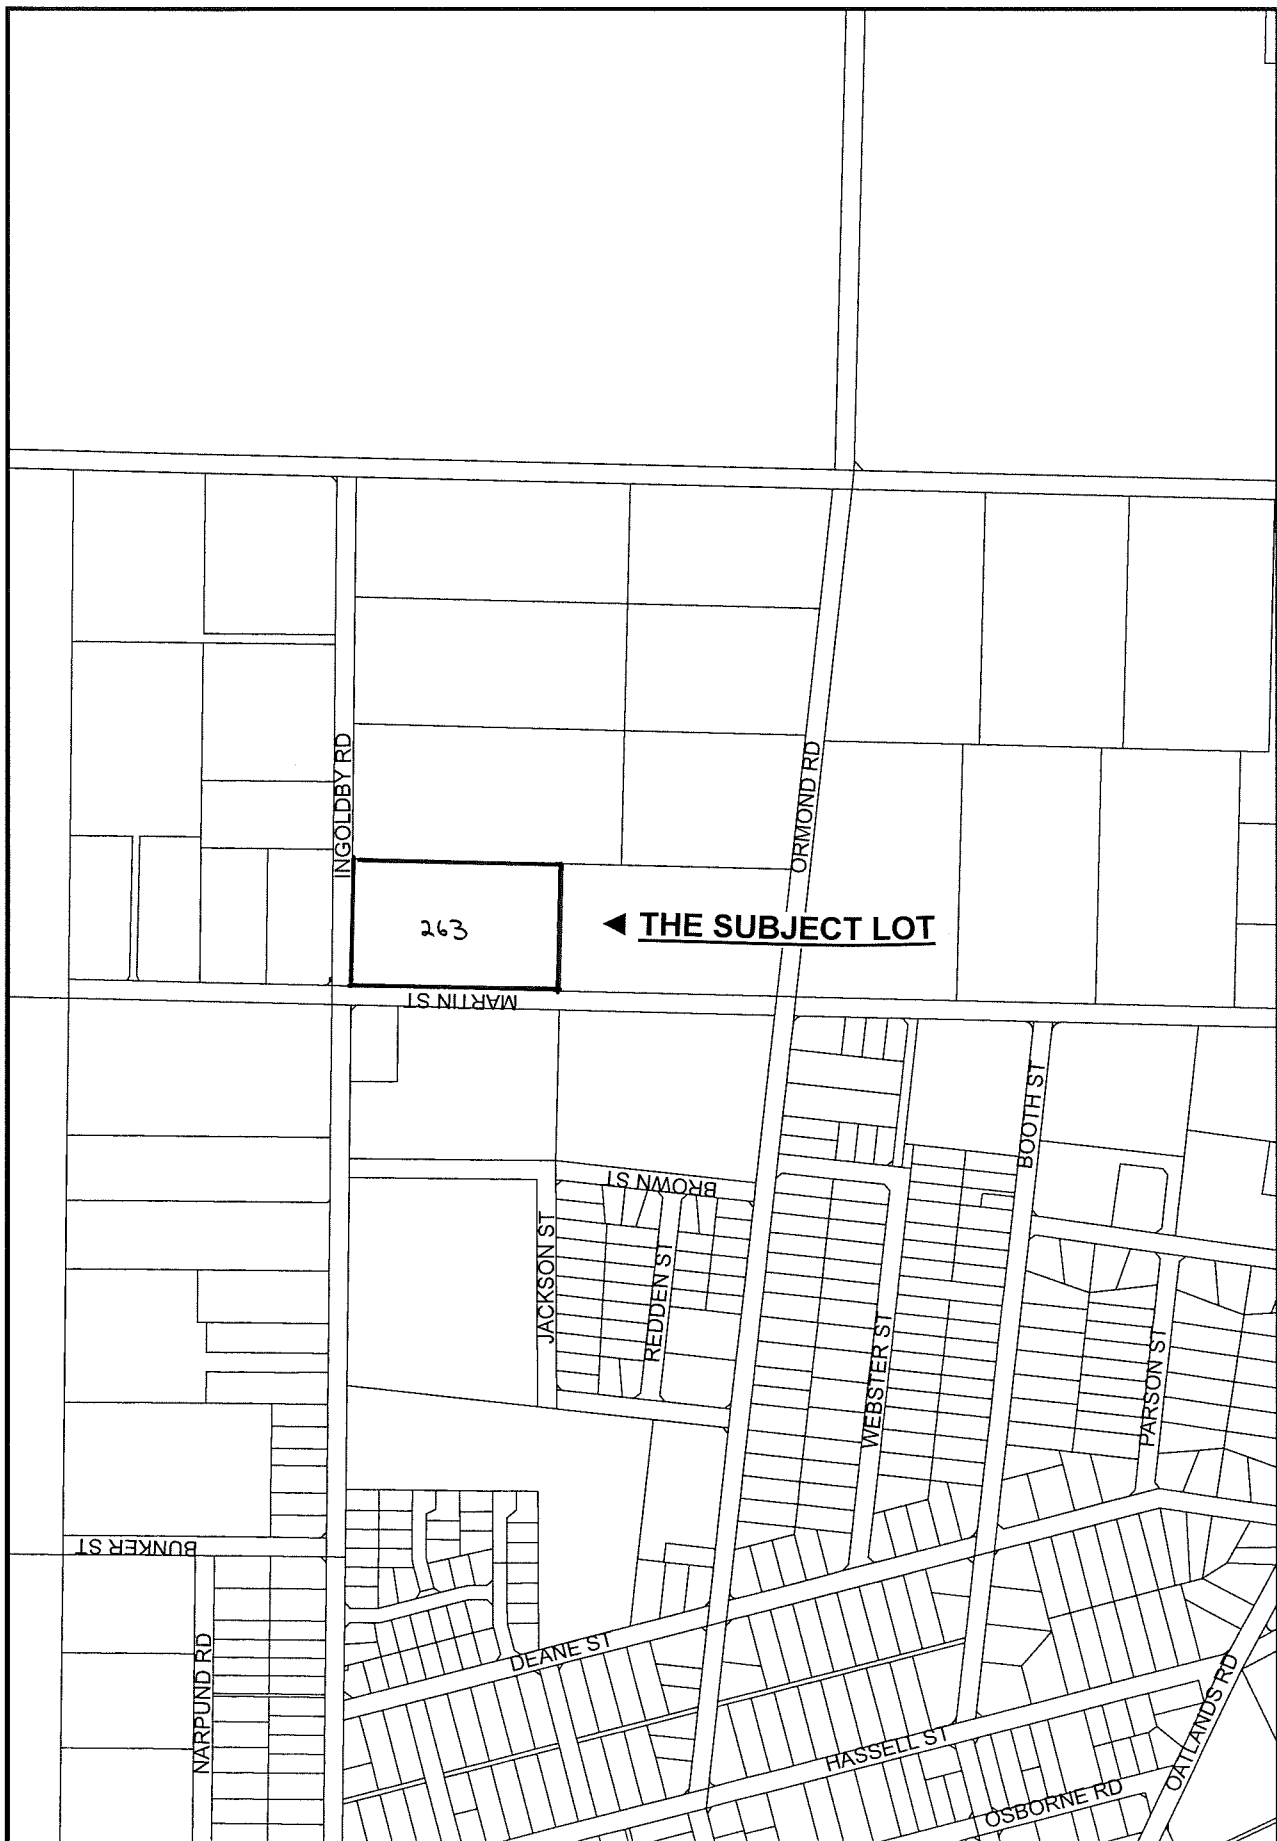 INGOLDBY RD
ORMOND RD
263
◄ THE SUBJECT LOT
MARTIN ST
BOOTH ST
BROWN ST
JACKSON ST
REDDEN ST
WEBSTER ST
PARSON ST
BUNKER ST
NARPUND RD
DEANE ST
HASSELL ST
OATLANDS RD
OSBORNE RD